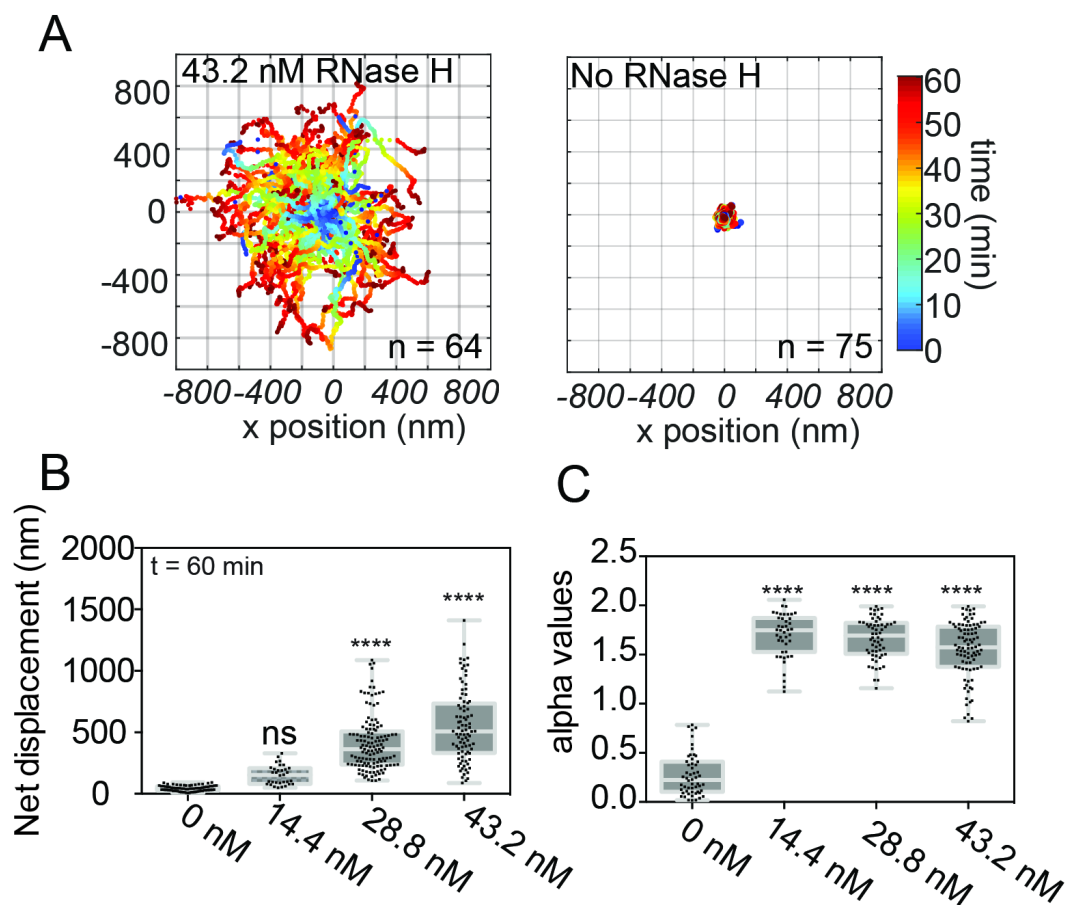 A
43.2 nM RNase H
800
400
0
-400
-800
n = 64
-800
-400
0
400
800
x position (nm)
No RNase H
n = 75
-800
-400
0
400
800
x position (nm)
60
50
40
30
20
10
0
time (min)
B
Net displacement (nm)
2000
1500
1000
500
0
t = 60 min
ns
****
****
0 nM
14.4 nM
28.8 nM
43.2 nM
C
alpha values
2.5
2.0
1.5
1.0
0.5
0.0
****
****
****
0 nM
14.4 nM
28.8 nM
43.2 nM